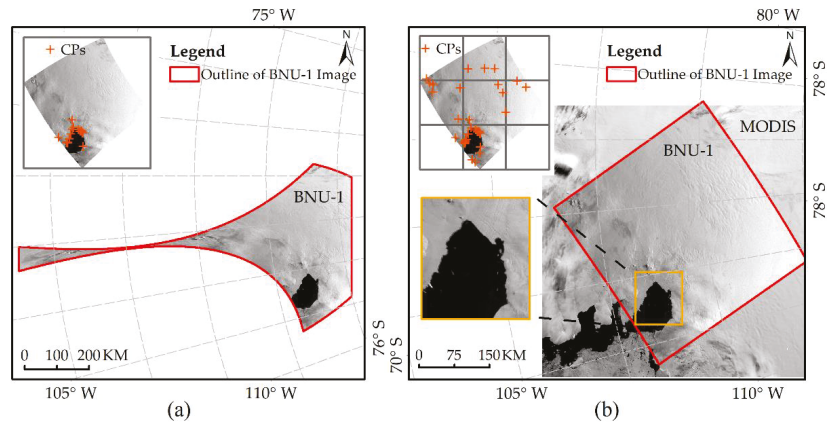 75° W
N
CPs
Legend
Outline of BNU-1 Image
BNU-1
0 100 200 KM
105° W
110° W
76° S
(a)
80° W
N
CPs
Legend
Outline of BNU-1 Image
MODIS
BNU-1
78° S
78° S
0 75 150 KM
70° S
105° W
110° W
(b)